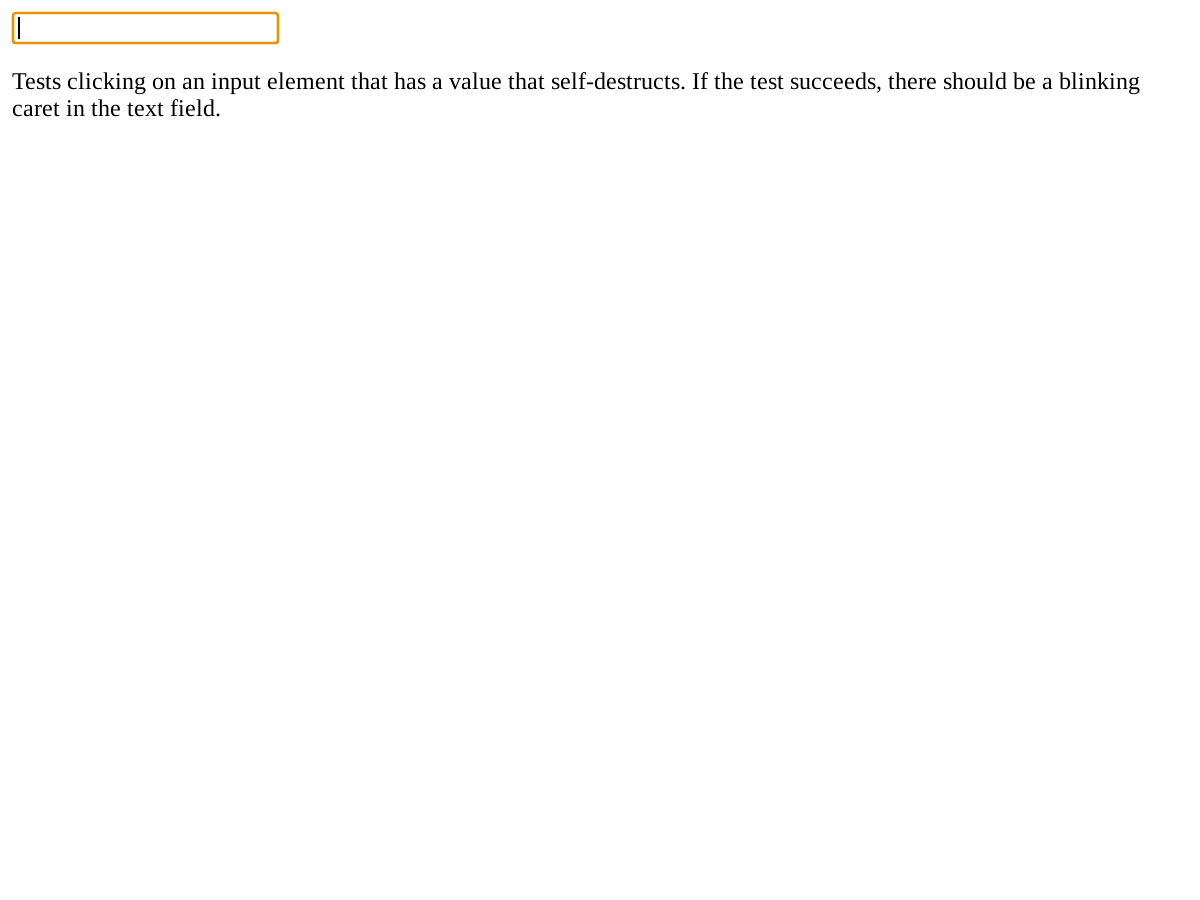 Tests clicking on an input element that has a value that self-destructs. If the test succeeds, there should be a blinking
caret in the text field.